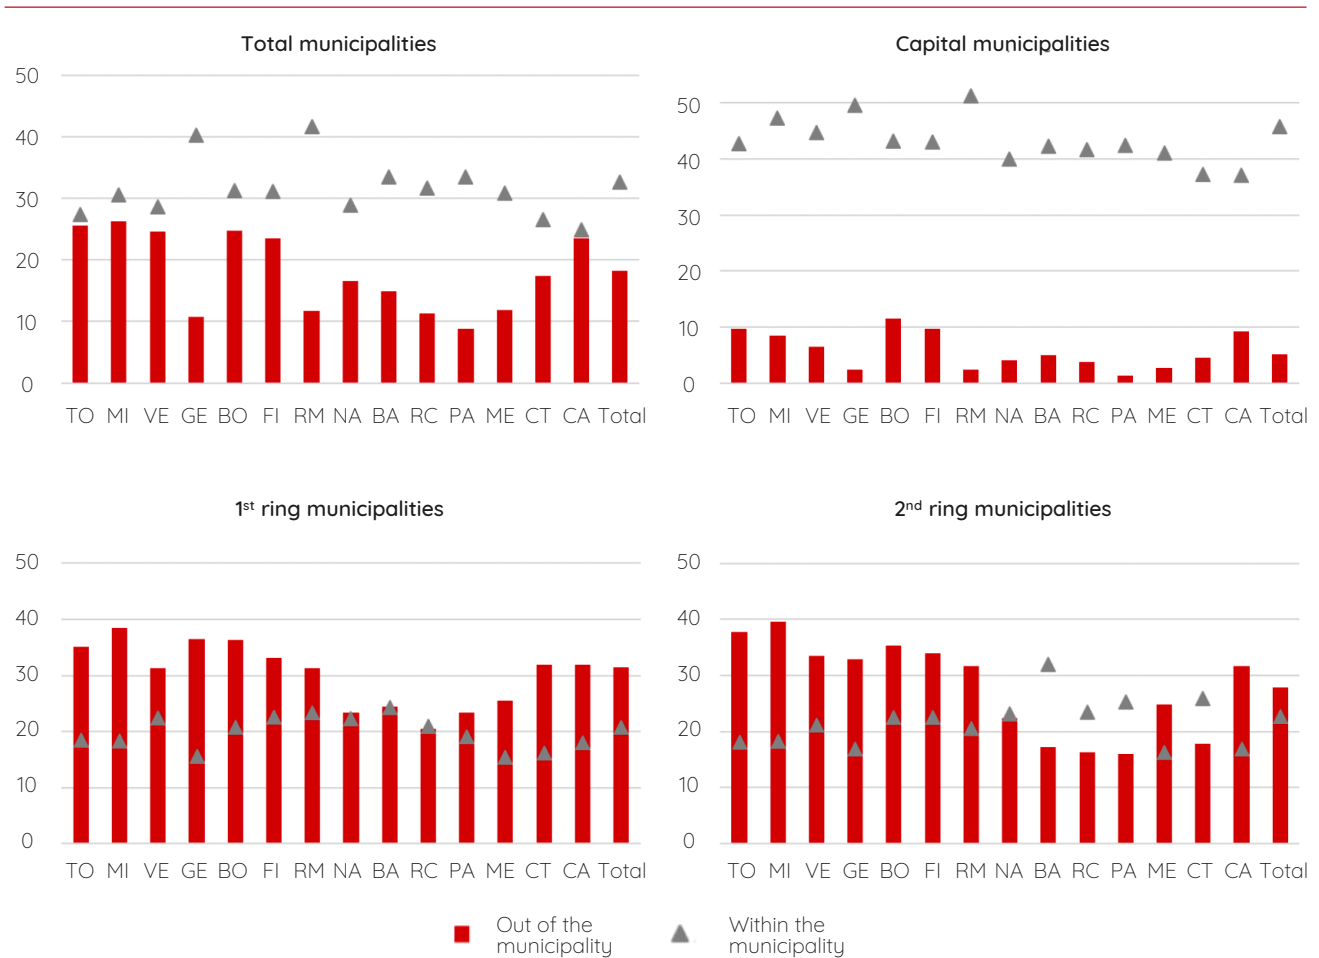 Total municipalities
50
40
30
20
10
0
TO MI VE GE BO FI RM NA BA RC PA ME CT CA Total
Capital municipalities
50
40
30
20
10
0
TO MI VE GE BO FI RM NA BA RC PA ME CT CA Total
1st ring municipalities
50
40
30
20
10
0
TO MI VE GE BO FI RM NA BA RC PA ME CT CA Total
2nd ring municipalities
50
40
30
20
10
0
TO MI VE GE BO FI RM NA BA RC PA ME CT CA Total
Out of the
municipality
Within the
municipality